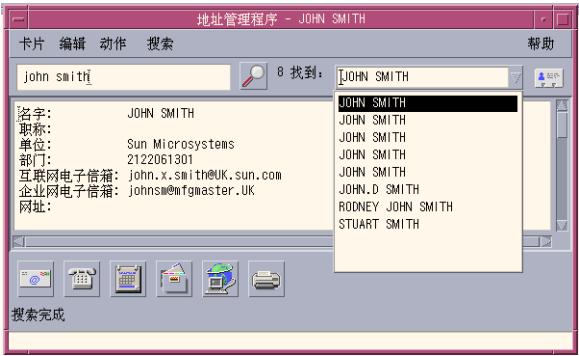 地址管理程序 - JOHN SMITH
卡片 编辑 动作 搜索 帮助
john smith
8 找到:
JOHN SMITH
JOHN SMITH
JOHN SMITH
JOHN SMITH
JOHN SMITH
JOHN SMITH
JOHN.D SMITH
RODNEY JOHN SMITH
STUART SMITH
名字: JOHN SMITH
职称:
单位: Sun Microsystems
部门: 2122061301
互联网电子信箱: john.x.smith@UK.sun.com
企业网电子信箱: johnsm@mfgmaster.UK
网址:
搜索完成